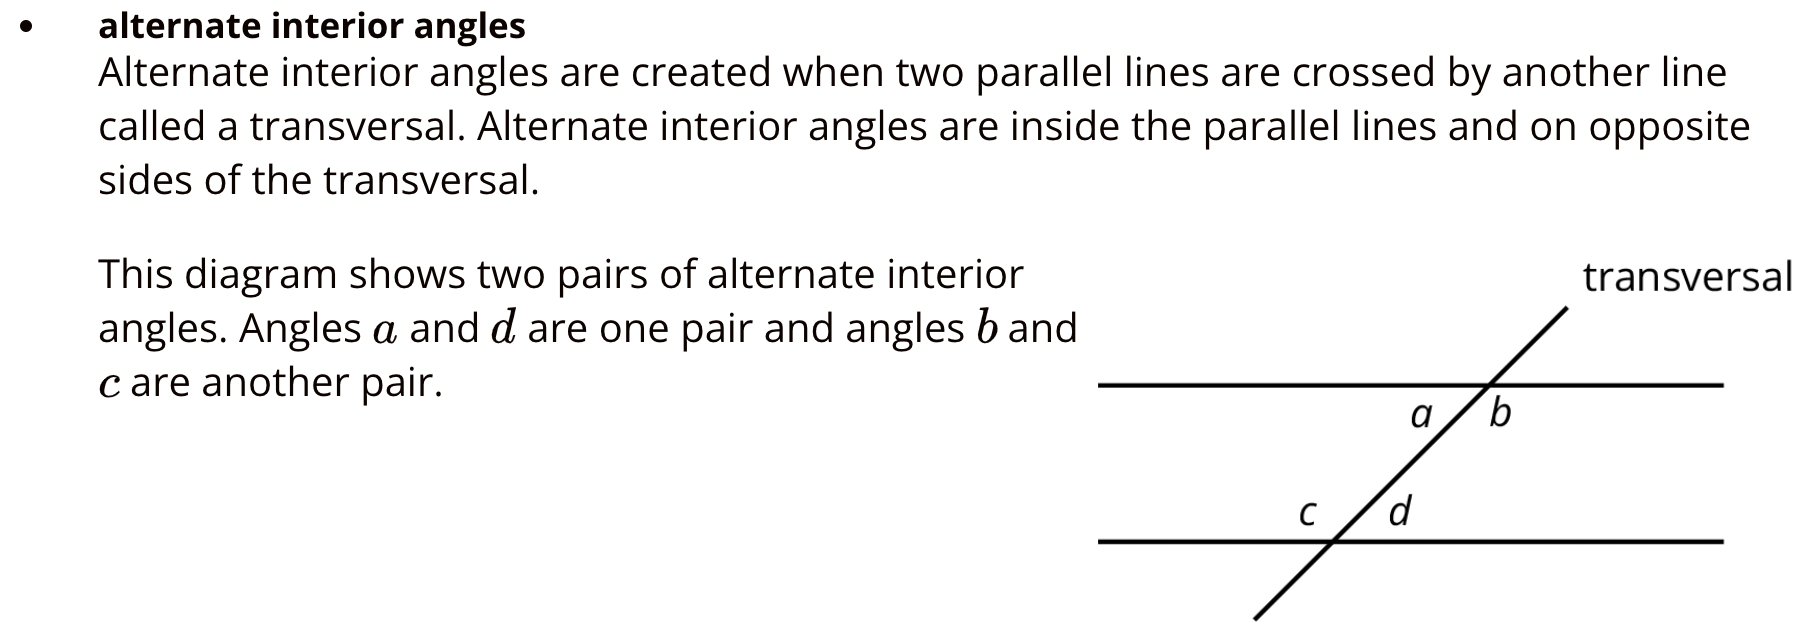 • alternate interior angles
Alternate interior angles are created when two parallel lines are crossed by another line
called a transversal. Alternate interior angles are inside the parallel lines and on opposite
sides of the transversal.
This diagram shows two pairs of alternate interior
angles. Angles a and d are one pair and angles b and
c are another pair.
transversal
a b
c d